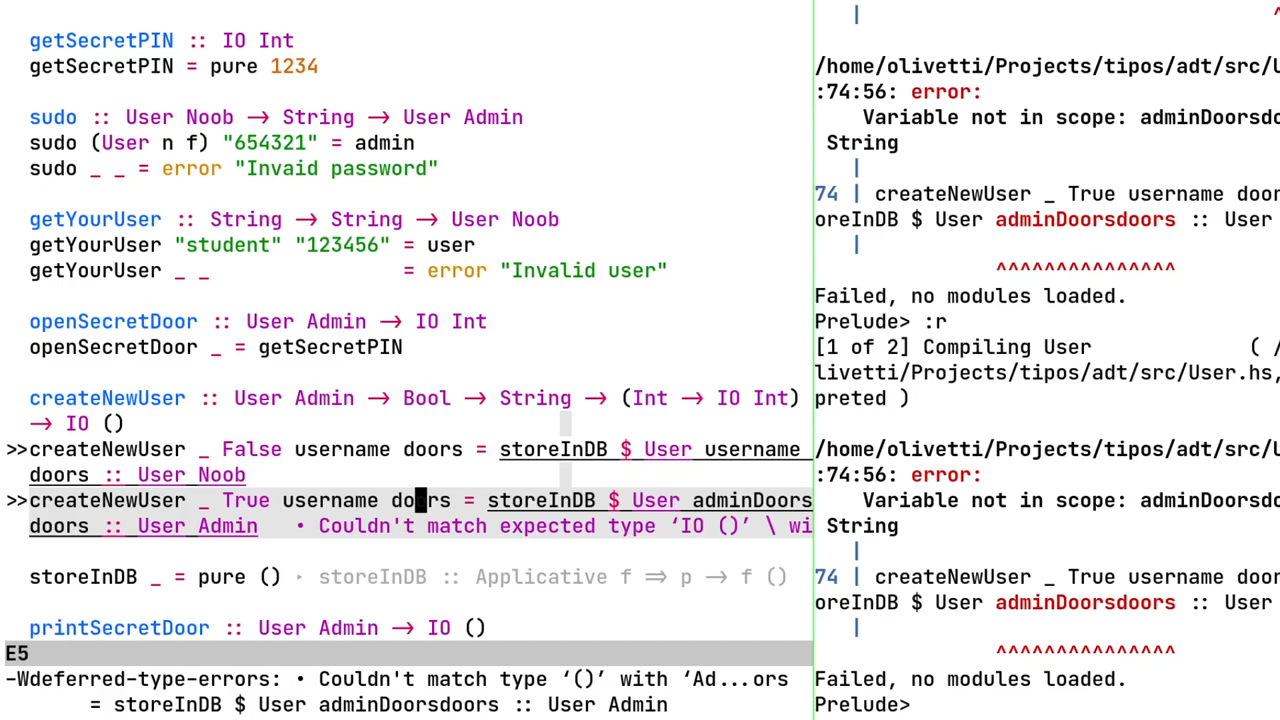 getSecretPIN :: IO Int
getSecretPIN = pure 1234
sudo :: User Noob → String → User Admin
sudo (User n f) "654321" = admin
sudo _ _ = error "Invaid password"
getYourUser :: String → String → User Noob
getYourUser "student" "123456" = user
getYourUser _ _ = error "Invalid user"
openSecretDoor :: User Admin → IO Int
openSecretDoor _ = getSecretPIN
createNewUser :: User Admin → Bool → String → (Int → IO Int)
→ IO ()
>>createNewUser _ False username doors = storeInDB $ User username
doors :: User Noob
>>createNewUser _ True username doors = storeInDB $ User adminDoors
doors :: User Admin • Couldn't match expected type ‘IO ()’ \ wi
storeInDB _ = pure () ‣ storeInDB :: Applicative f ⇒ p → f ()
printSecretDoor :: User Admin → IO ()
E5
-Wdeferred-type-errors: • Couldn't match type ‘()’ with ‘Ad...ors
= storeInDB $ User adminDoorsdoors :: User Admin
|
^
/home/olivetti/Projects/tipos/adt/src/U
:74:56: error:
Variable not in scope: adminDoorsdo
String
|
74 | createNewUser _ True username door
oreInDB $ User adminDoorsdoors :: User
|
^^^^^^^^^^^^^^^
Failed, no modules loaded.
Prelude> :r
[1 of 2] Compiling User ( /
livetti/Projects/tipos/adt/src/User.hs,
preted )
/home/olivetti/Projects/tipos/adt/src/U
:74:56: error:
Variable not in scope: adminDoorsdo
String
|
74 | createNewUser _ True username door
oreInDB $ User adminDoorsdoors :: User
|
^^^^^^^^^^^^^^^
Failed, no modules loaded.
Prelude>